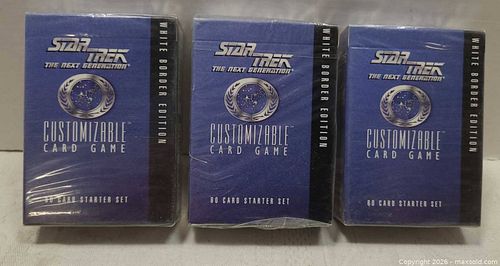 STAR TREK
THE NEXT GENERATION
CUSTOMIZABLE
CARD GAME
60 CARD STARTER SET
WHITE BORDER EDITION
STAR TREK
THE NEXT GENERATION
CUSTOMIZABLE™
CARD GAME
60 CARD STARTER SET
WHITE BORDER EDITION
STAR TREK
THE NEXT GENERATION
CUSTOMIZABLE™
CARD GAME
60 CARD STARTER SET
WHITE BORDER EDITION
Copyright 2026 - maxsold.com